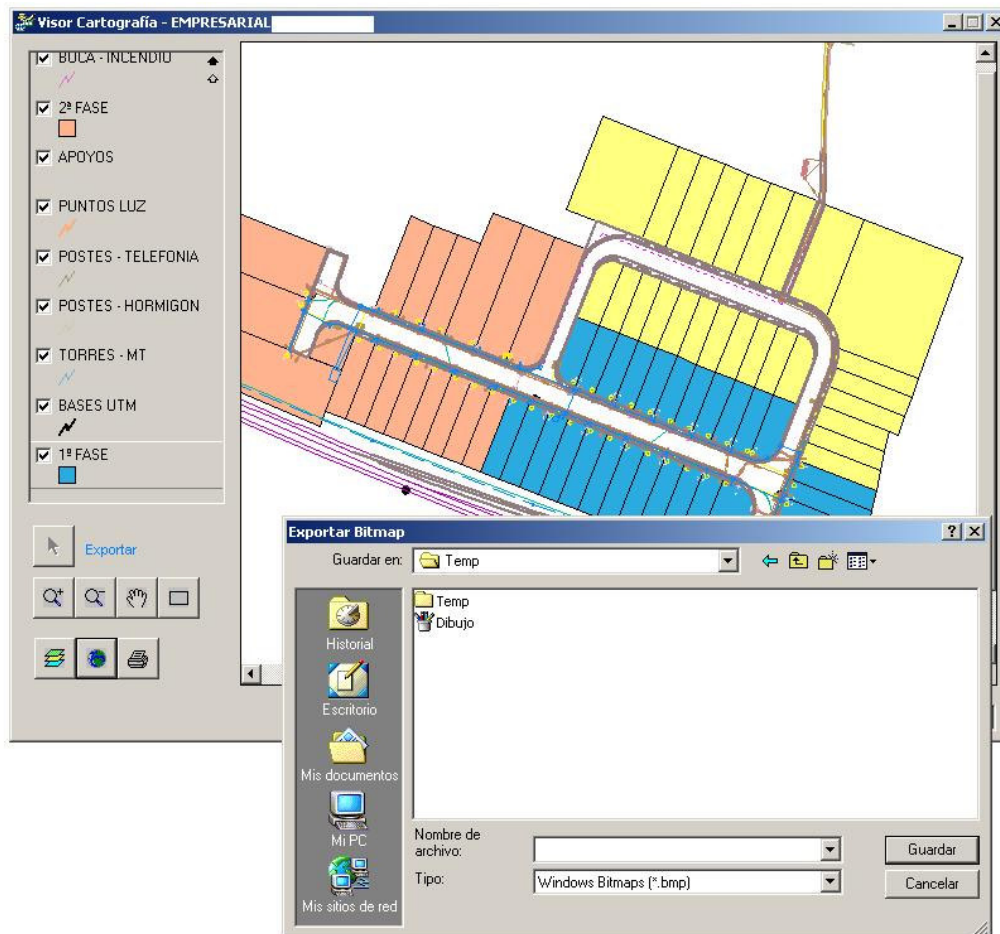 Visor Cartografía - EMPRESARIAL
BOCA - INCENDIO
2ª FASE
APOYOS
PUNTOS LUZ
POSTES - TELEFONIA
POSTES - HORMIGON
TORRES - MT
BASES UTM
1ª FASE
Exportar
Exportar Bitmap
Guardar en:
Temp
Historial
Escritorio
Mis documentos
Mi PC
Mis sitios de red
Temp
Dibujo
Nombre de
archivo:
Guardar
Tipo:
Windows Bitmaps (*.bmp)
Cancelar